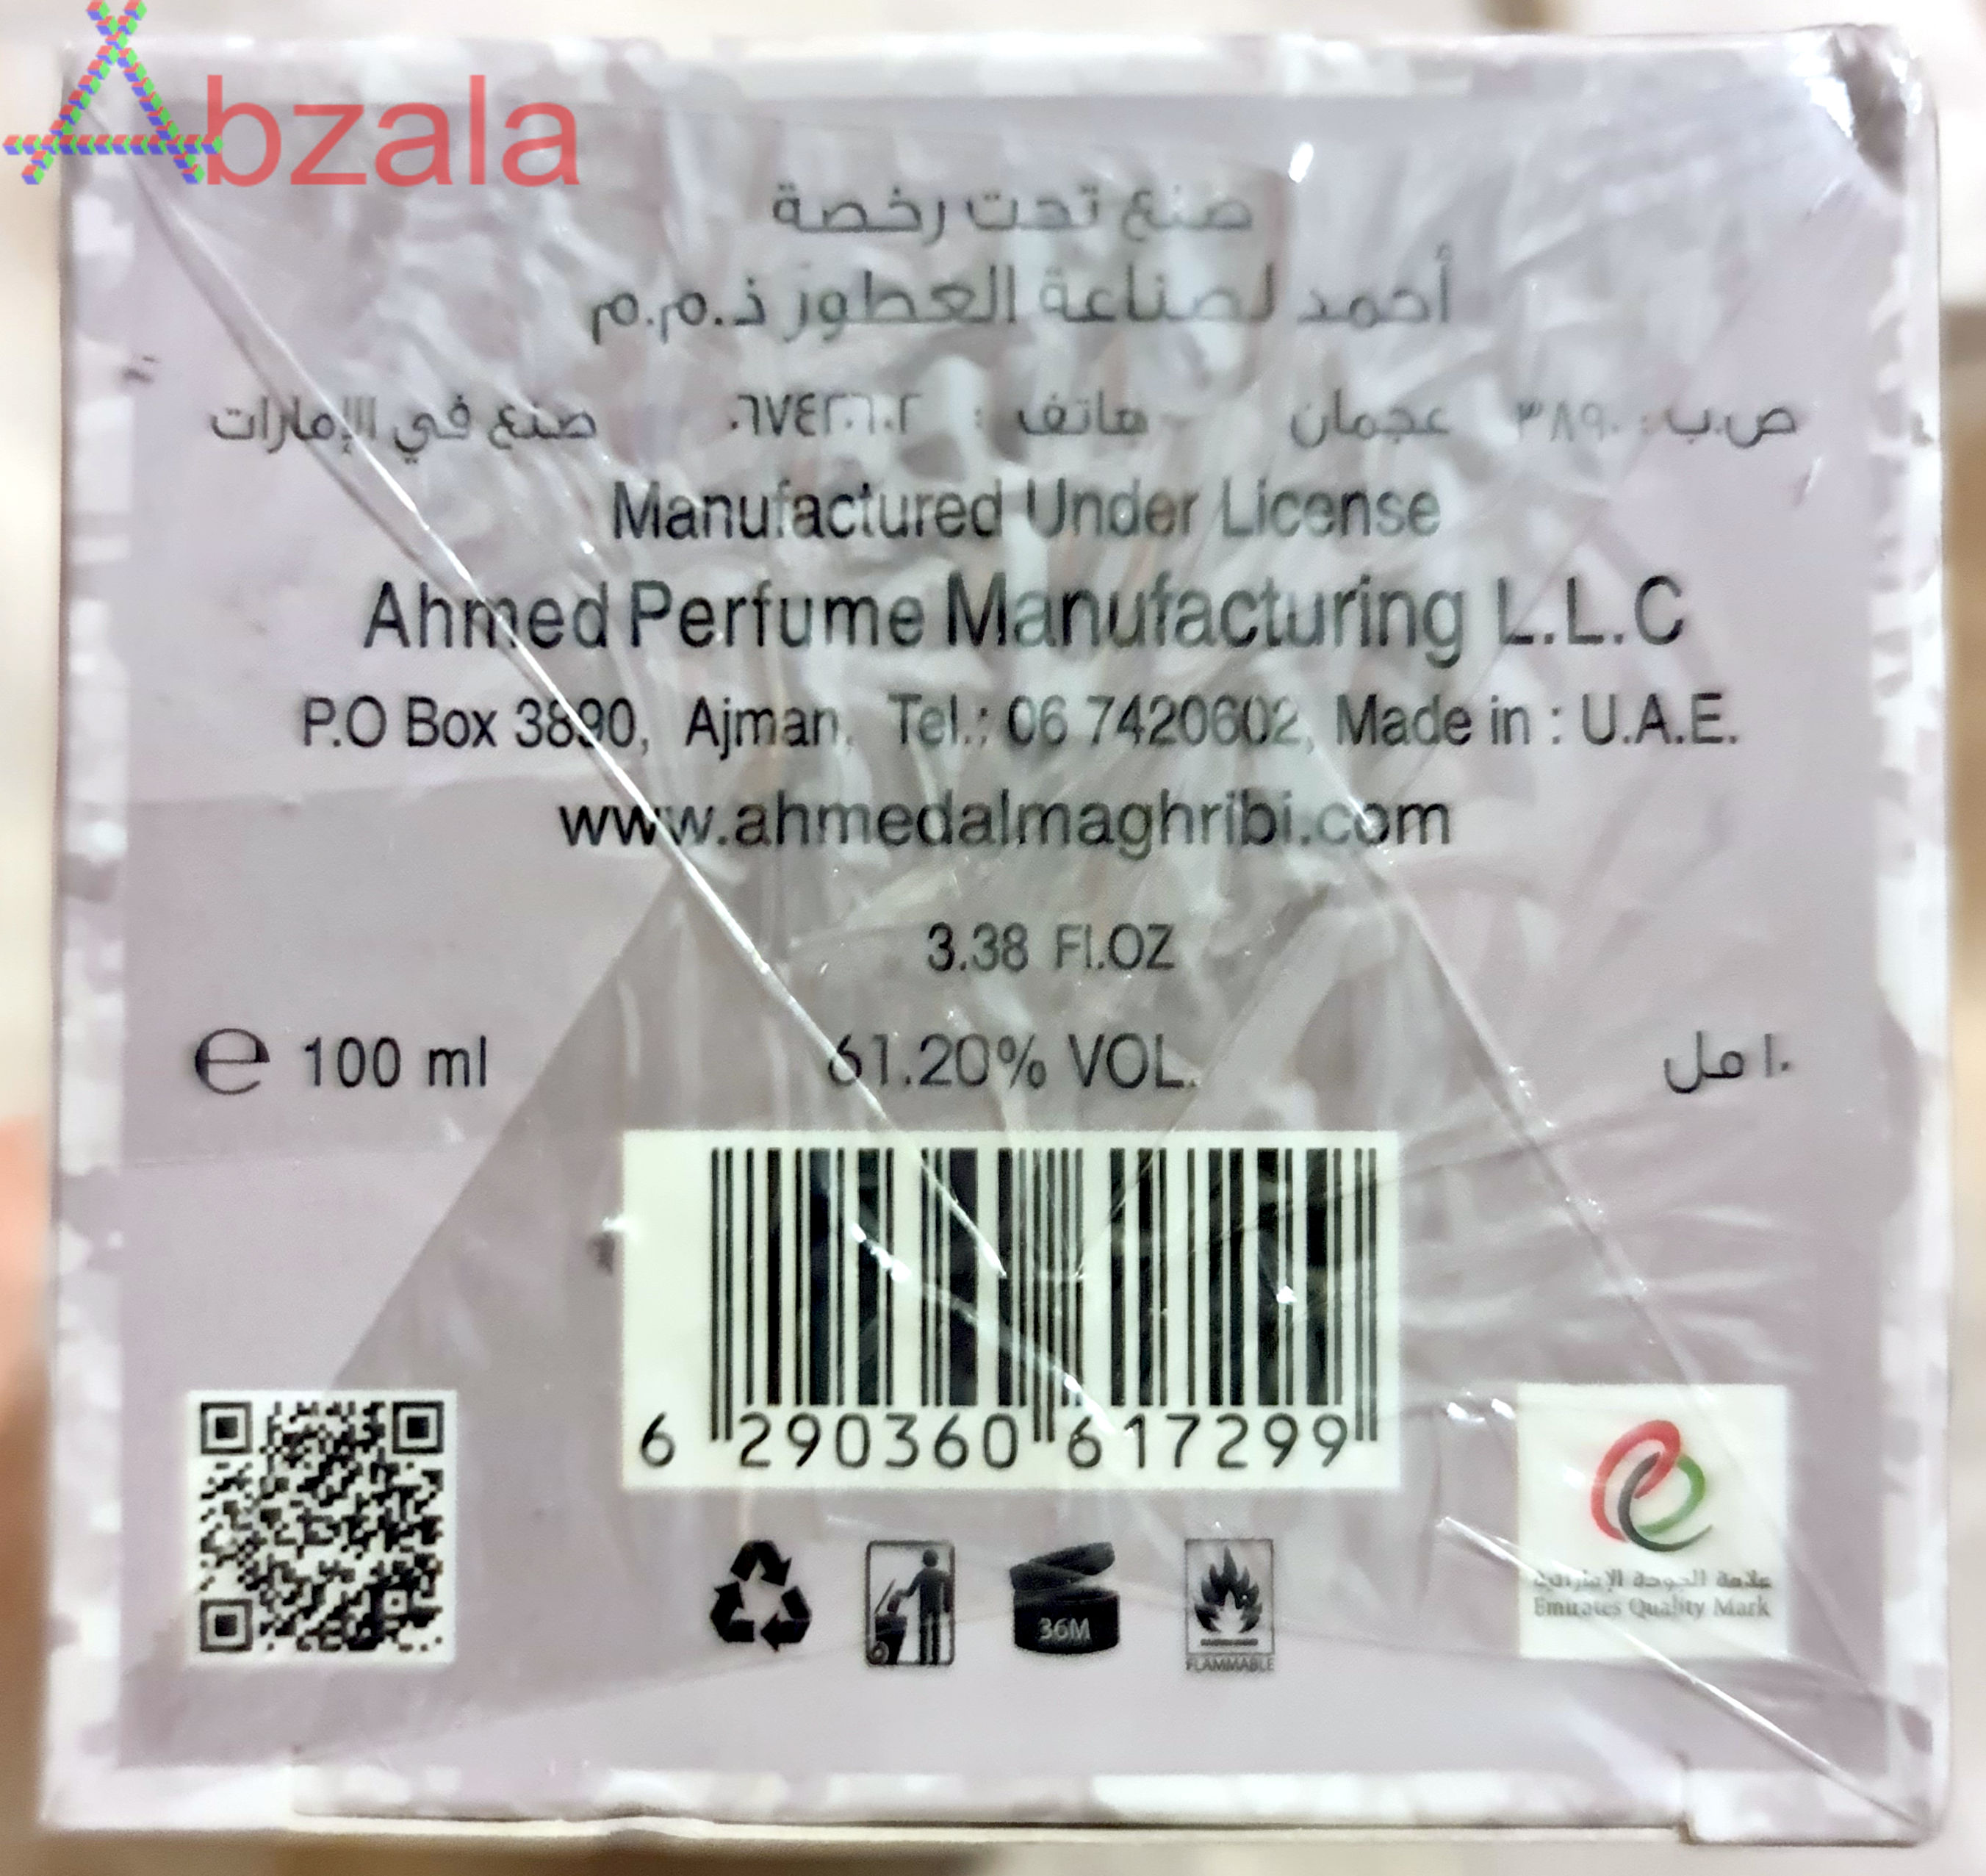 Abzala
صنع تحت رخصة
أحمد لصناعة العطور ذ.م.م
ص.ب: ٣٨٩٠ عجمان هاتف : ٠٦٧٤٢٠٦٠٢ صنع في الإمارات
Manufactured Under License
Ahmed Perfume Manufacturing L.L.C
P.O Box 3890, Ajman, Tel.: 06 7420602, Made in : U.A.E.
www.ahmedalmaghribi.com
3.38 Fl.OZ
℮ 100 ml 61.20% VOL. ١٠٠ مل
6 290360 617299
36M
FLAMMABLE
علامة الجودة الإماراتية
Emirates Quality Mark